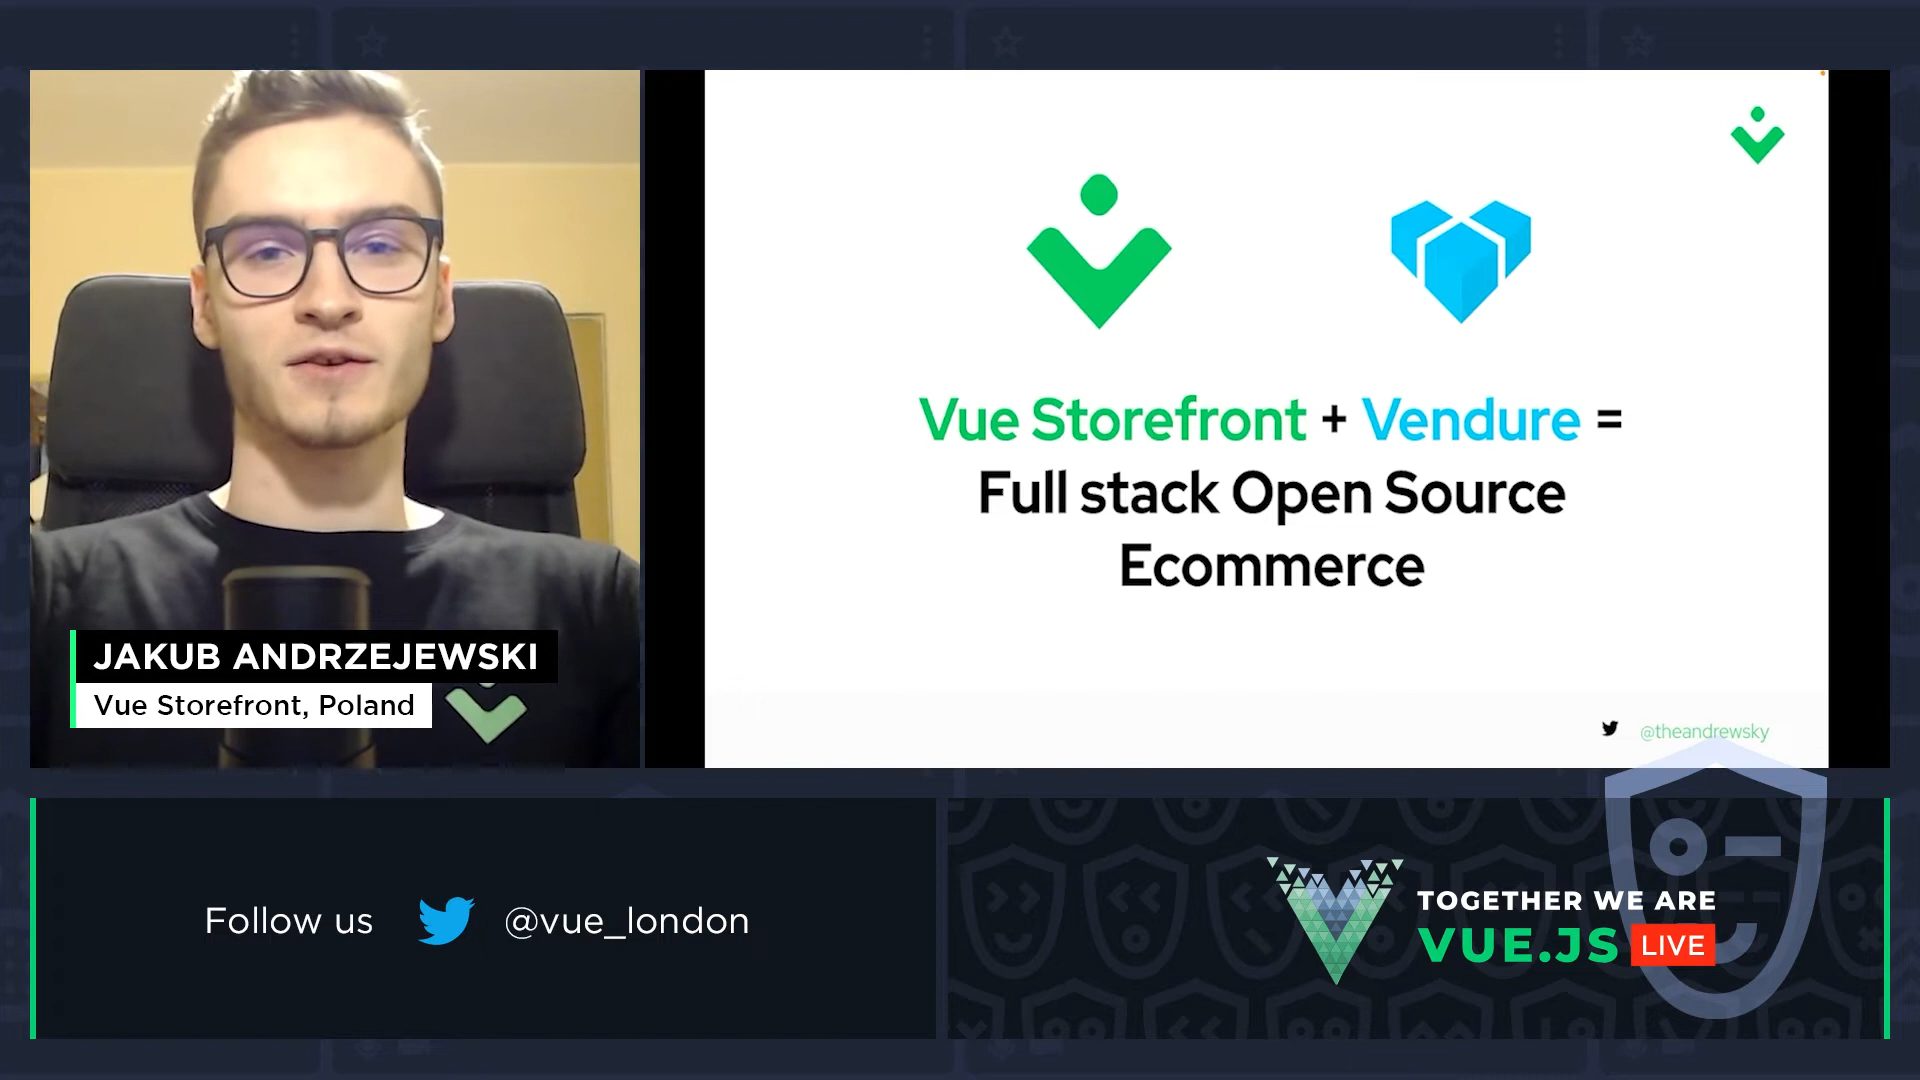 JAKUB ANDRZEJEWSKI
Vue Storefront, Poland
Vue Storefront + Vendure =
Full stack Open Source
Ecommerce
@theandrewsky
Follow us @vue_london
TOGETHER WE ARE
VUE.JS LIVE